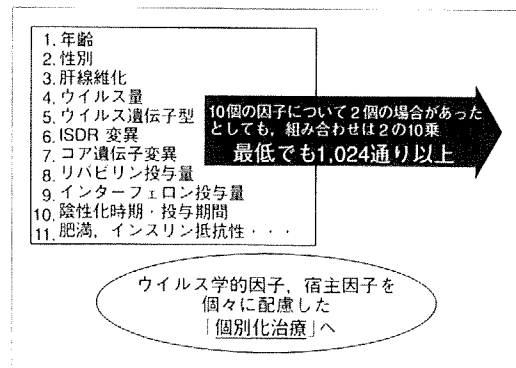 1. 年齢
2. 性別
3. 肝線維化
4. ウイルス量
5. ウイルス遺伝子型
6. ISDR 変異
7. コア遺伝子変異
8. リバビリン投与量
9. インターフェロン投与量
10. 陰性化時期・投与期間
11. 肥満，インスリン抵抗性・・・
10個の因子について2個の場合があった
としても，組み合わせは2の10乗
最低でも1,024通り以上
ウイルス学的因子，宿主因子を
個々に配慮した
「個別化治療」へ